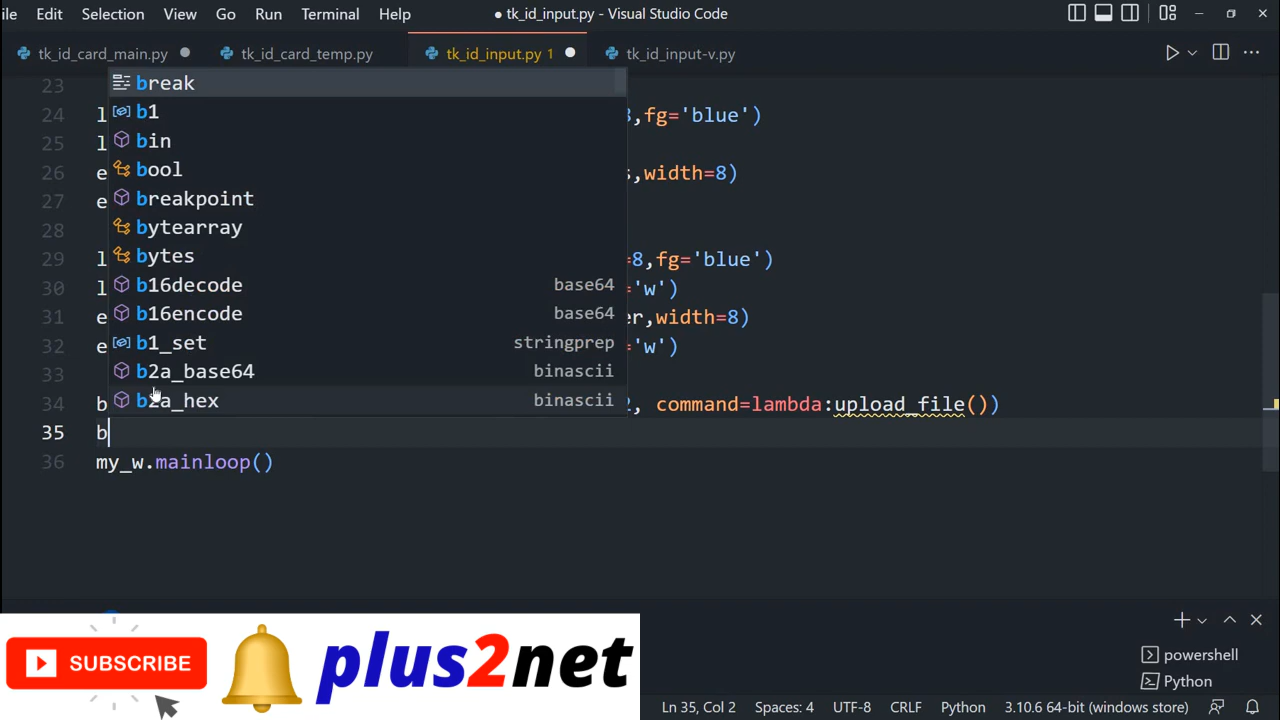 ile Edit Selection View Go Run Terminal Help ● tk_id_input.py - Visual Studio Code
tk_id_card_main.py ● tk_id_card_temp.py tk_id_input.py 1 ● tk_id_input-v.py
23 break
24 l b1 ,fg='blue')
25 l bin
26 e bool ,width=8)
27 e breakpoint
28 bytearray
29 l bytes =8,fg='blue')
30 l b16decode base64 ='w')
31 e b16encode base64 er,width=8)
32 e b1_set stringprep ='w')
33 b2a_base64 binascii
34 b b2a_hex binascii , command=lambda:upload_file())
35 b
36 my_w.mainloop()
powershell
SUBSCRIBE plus2net
Python
Ln 35, Col 2 Spaces: 4 UTF-8 CRLF Python 3.10.6 64-bit (windows store)